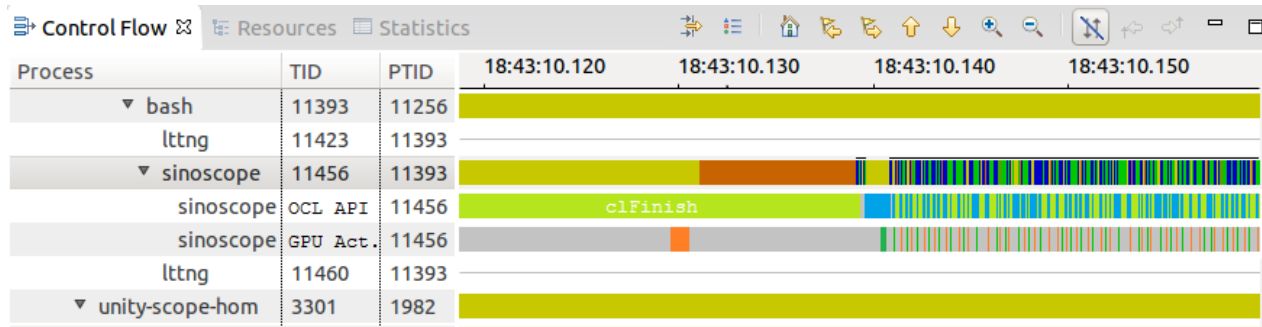 Control Flow Resources Statistics
Process TID PTID 18:43:10.120 18:43:10.130 18:43:10.140 18:43:10.150
bash 11393 11256
lttng 11423 11393
sinoscope 11456 11393
sinoscope OCL API 11456 clFinish
sinoscope GPU Act. 11456
lttng 11460 11393
unity-scope-hom 3301 1982